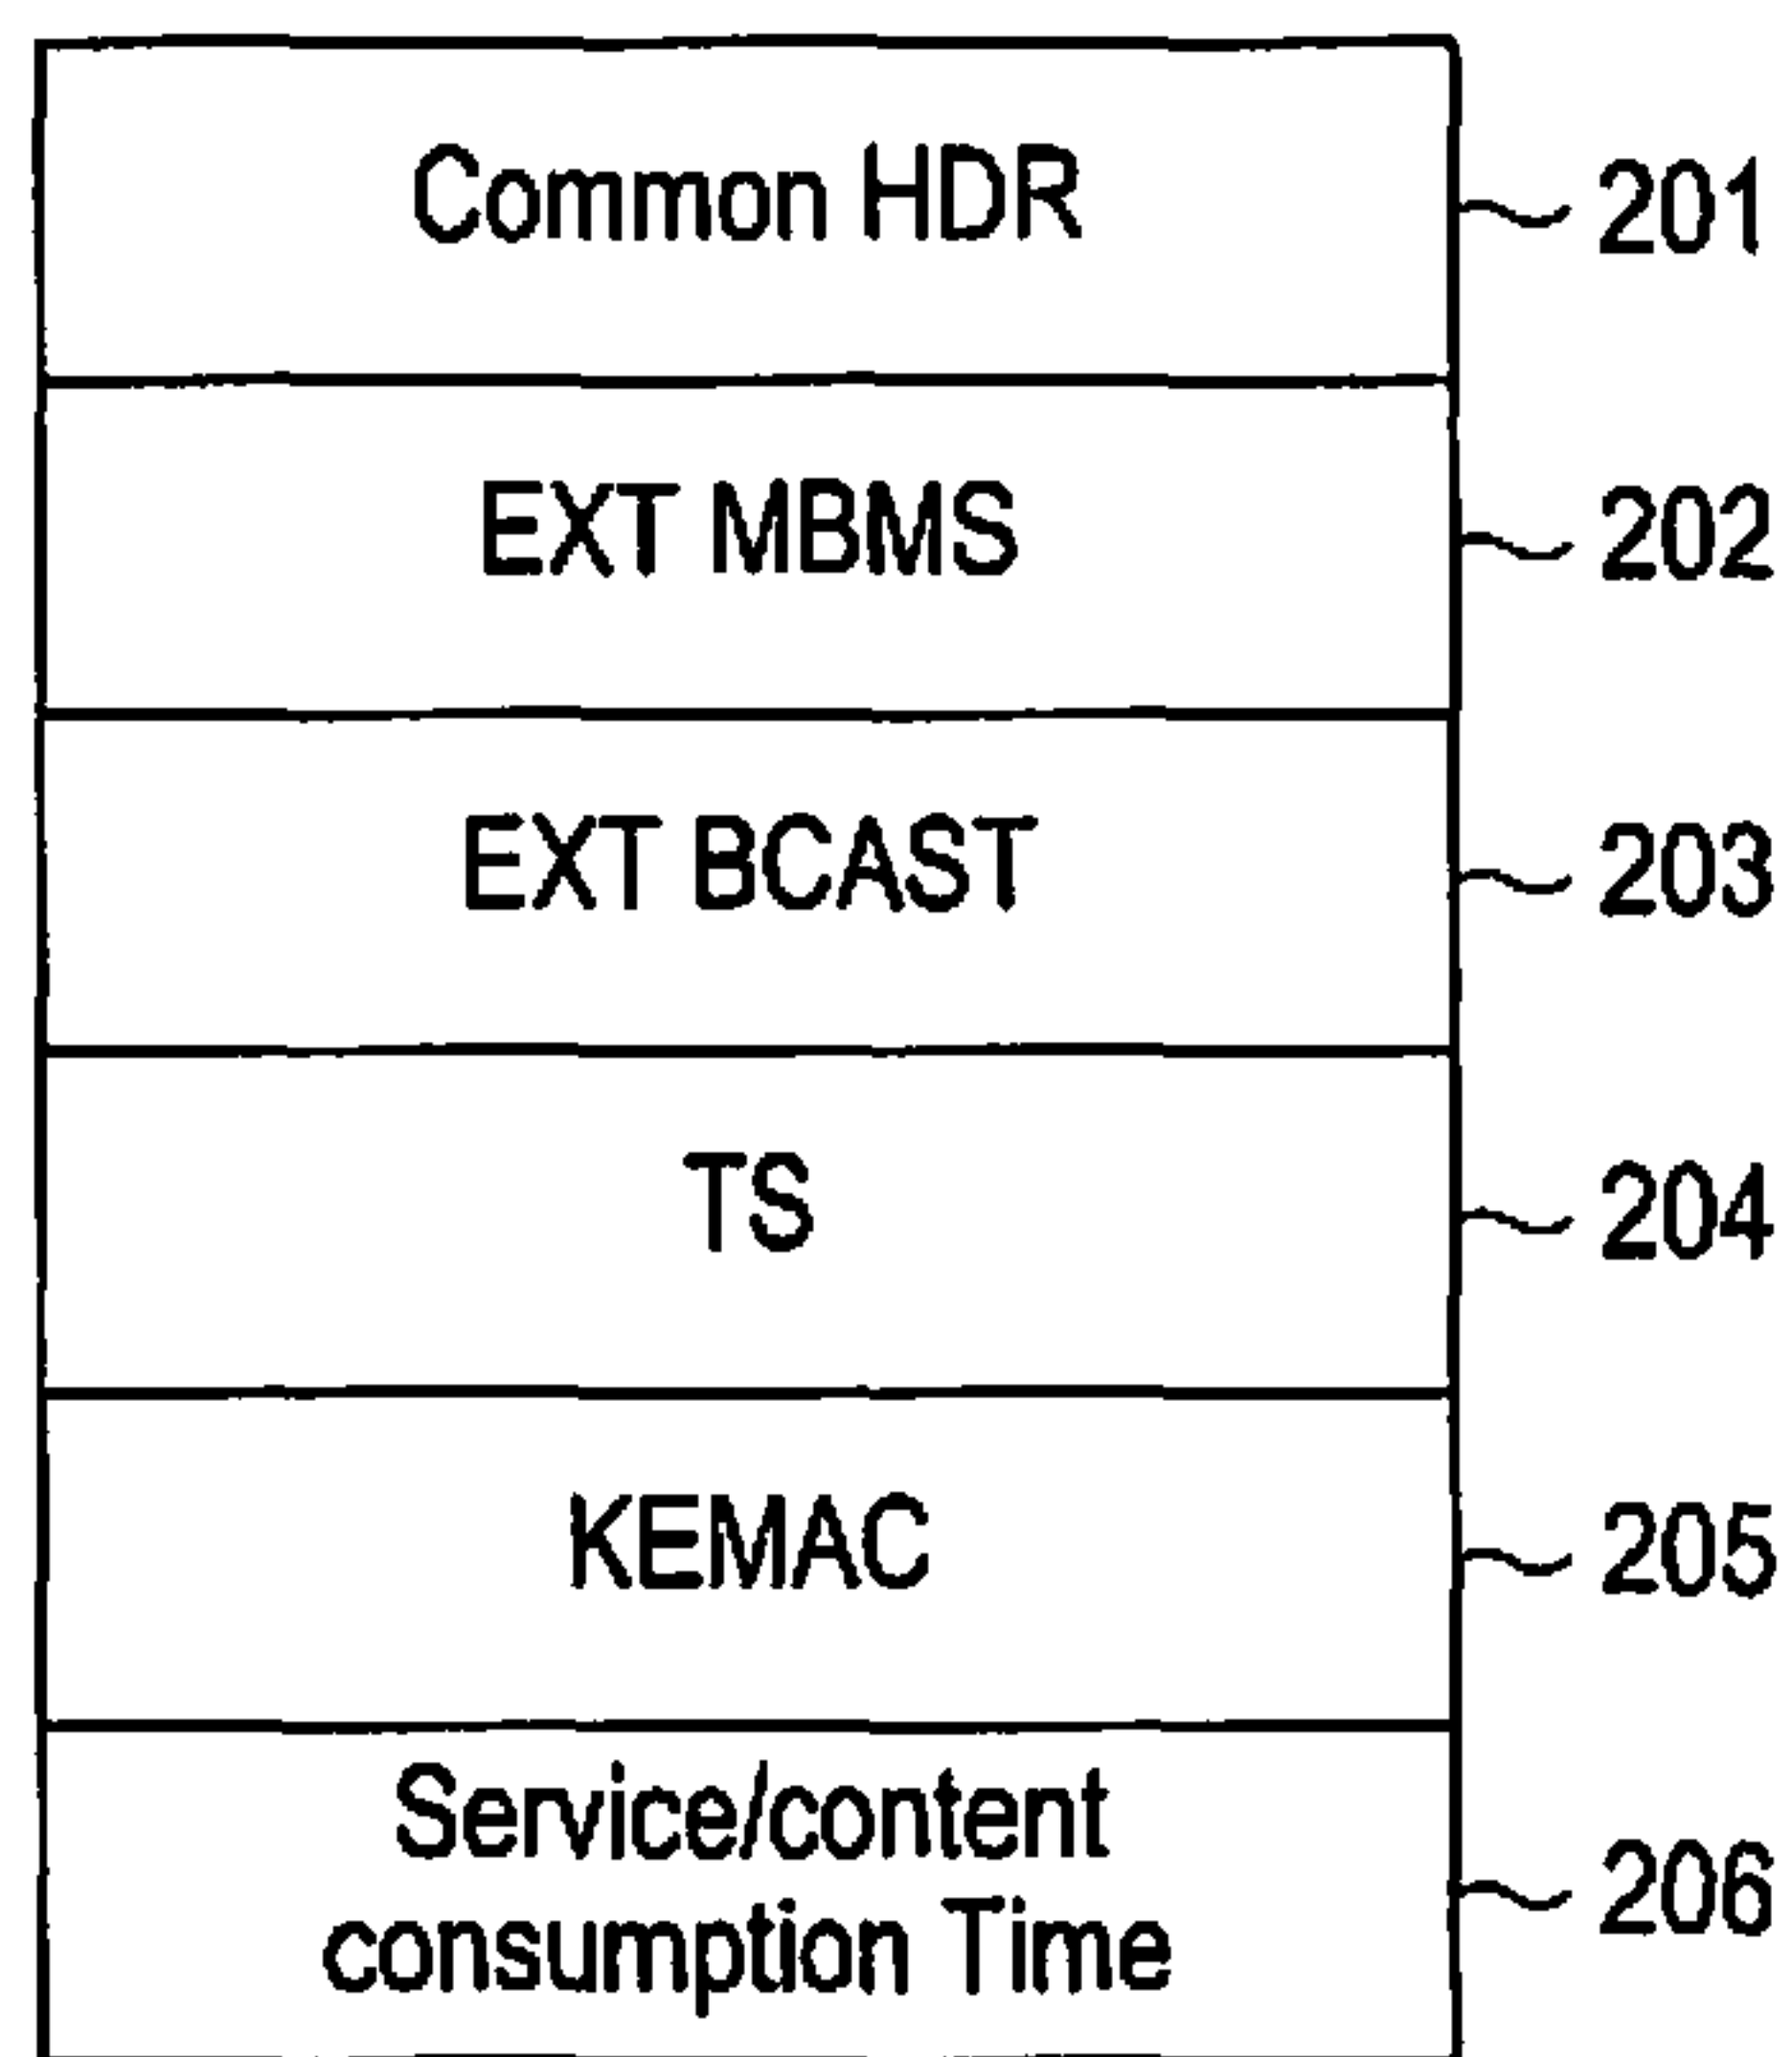 Common HDR 201
EXT MBMS 202
EXT BCAST 203
TS 204
KEMAC 205
Service/content
consumption Time 206